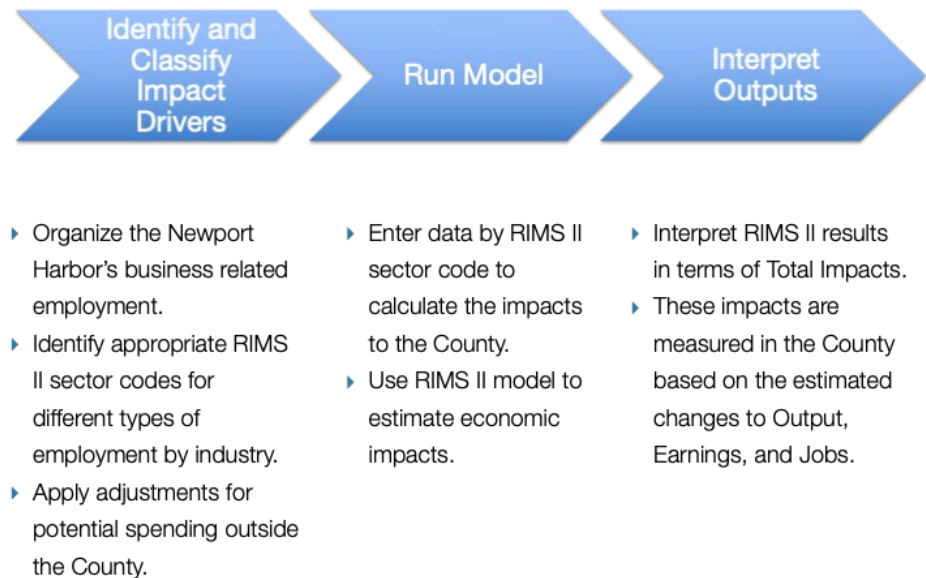 Identify and
Classify
Impact
Drivers
Run Model
Interpret
Outputs
Organize the Newport
Harbor's business related
employment.
Identify appropriate RIMS
II sector codes for
different types of
employment by industry.
Apply adjustments for
potential spending outside
the County.
Enter data by RIMS II
sector code to
calculate the impacts
to the County.
Use RIMS II model to
estimate economic
impacts.
Interpret RIMS II results
in terms of Total Impacts.
These impacts are
measured in the County
based on the estimated
changes to Output,
Earnings, and Jobs.